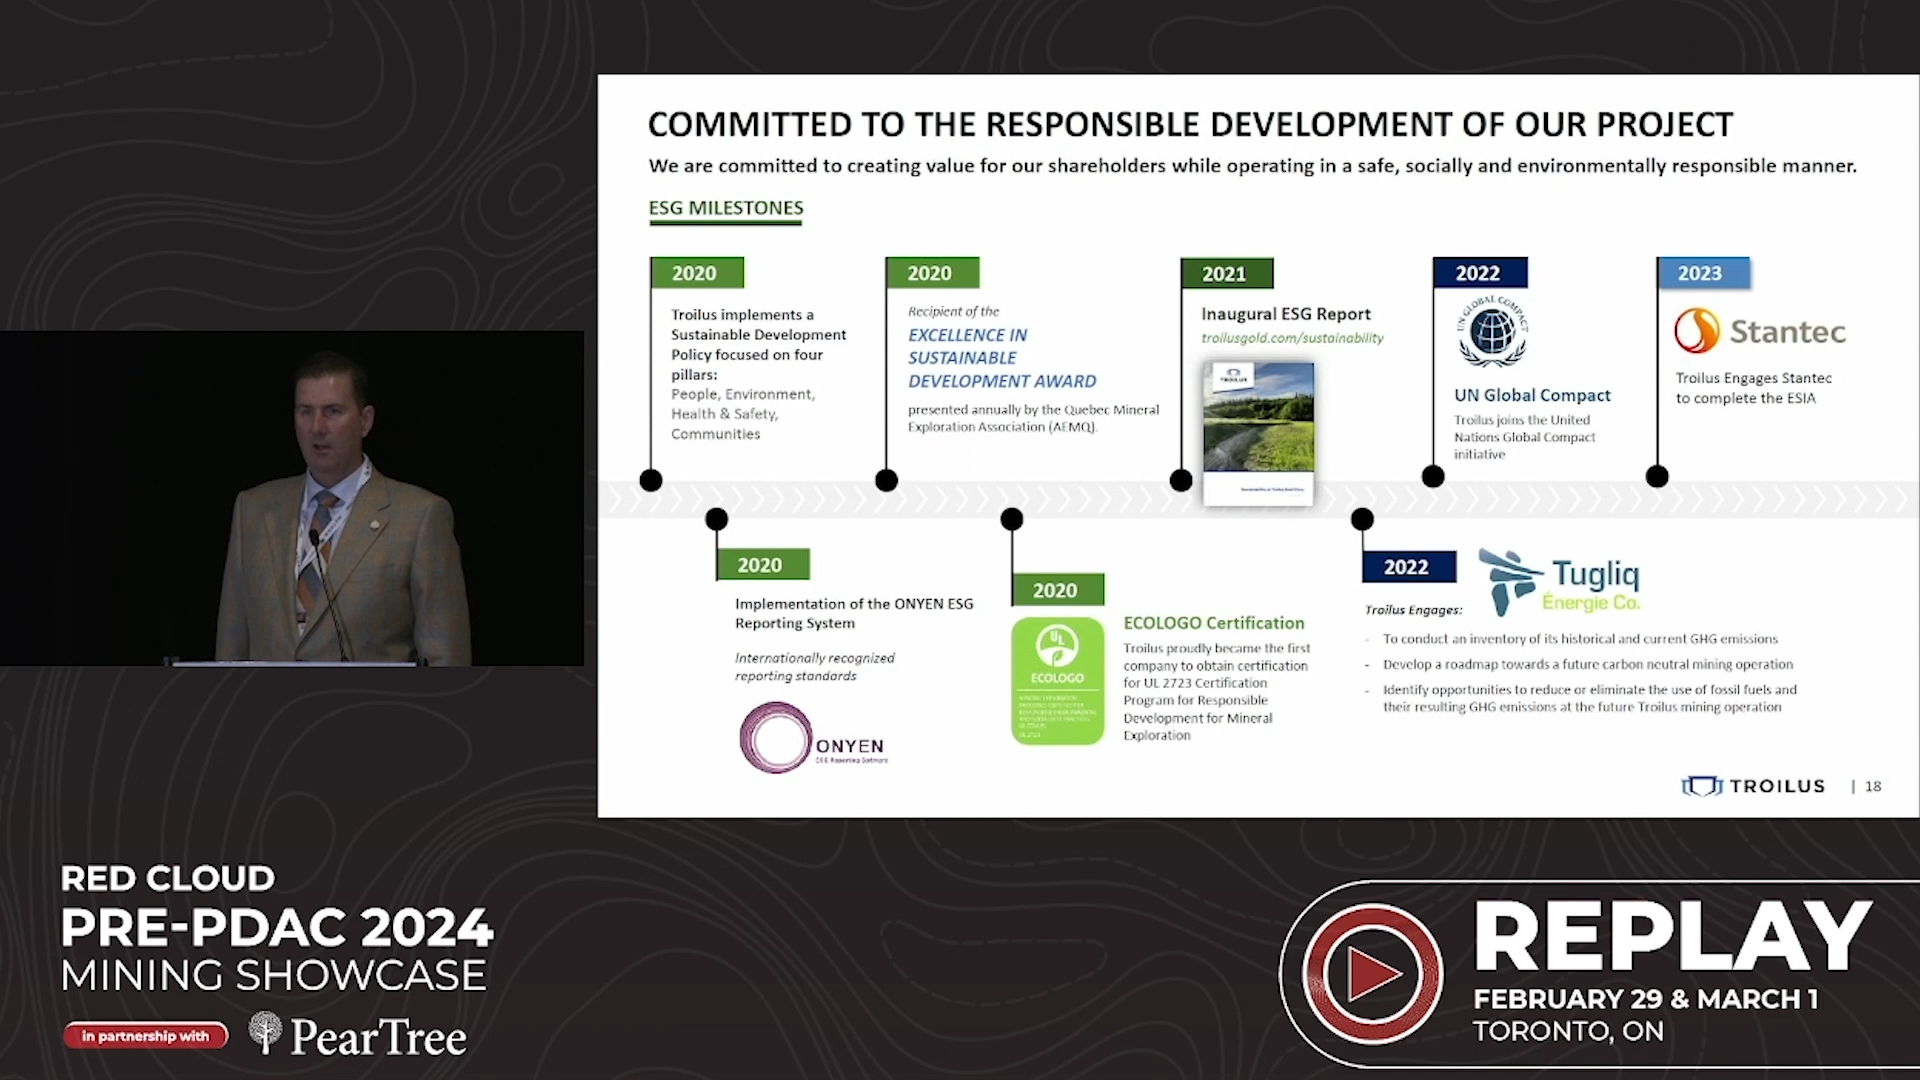 COMMITTED TO THE RESPONSIBLE DEVELOPMENT OF OUR PROJECT
We are committed to creating value for our shareholders while operating in a safe, socially and environmentally responsible manner.
ESG MILESTONES
2020
Troilus implements a
Sustainable Development
Policy focused on four
pillars:
People, Environment,
Health & Safety,
Communities
2020
Recipient of the
EXCELLENCE IN
SUSTAINABLE
DEVELOPMENT AWARD
presented annually by the Quebec Mineral
Exploration Association (AEMQ).
2021
Inaugural ESG Report
troilusgold.com/sustainability
TROILUS
2022
UN GLOBAL COMPACT
UN Global Compact
Troilus joins the United
Nations Global Compact
initiative
2023
Stantec
Troilus Engages Stantec
to complete the ESIA
2020
Implementation of the ONYEN ESG
Reporting System
Internationally recognized
reporting standards
ONYEN
ESG Reporting Software
2020
UL
ECOLOGO
ECOLOGO Certification
Troilus proudly became the first
company to obtain certification
for UL 2723 Certification
Program for Responsible
Development for Mineral
Exploration
2022
Tugliq
Énergie Co.
Troilus Engages:
- To conduct an inventory of its historical and current GHG emissions
- Develop a roadmap towards a future carbon neutral mining operation
- Identify opportunities to reduce or eliminate the use of fossil fuels and
their resulting GHG emissions at the future Troilus mining operation
TROILUS | 18
RED CLOUD
PRE-PDAC 2024
MINING SHOWCASE
in partnership with
PearTree
REPLAY
FEBRUARY 29 & MARCH 1
TORONTO, ON